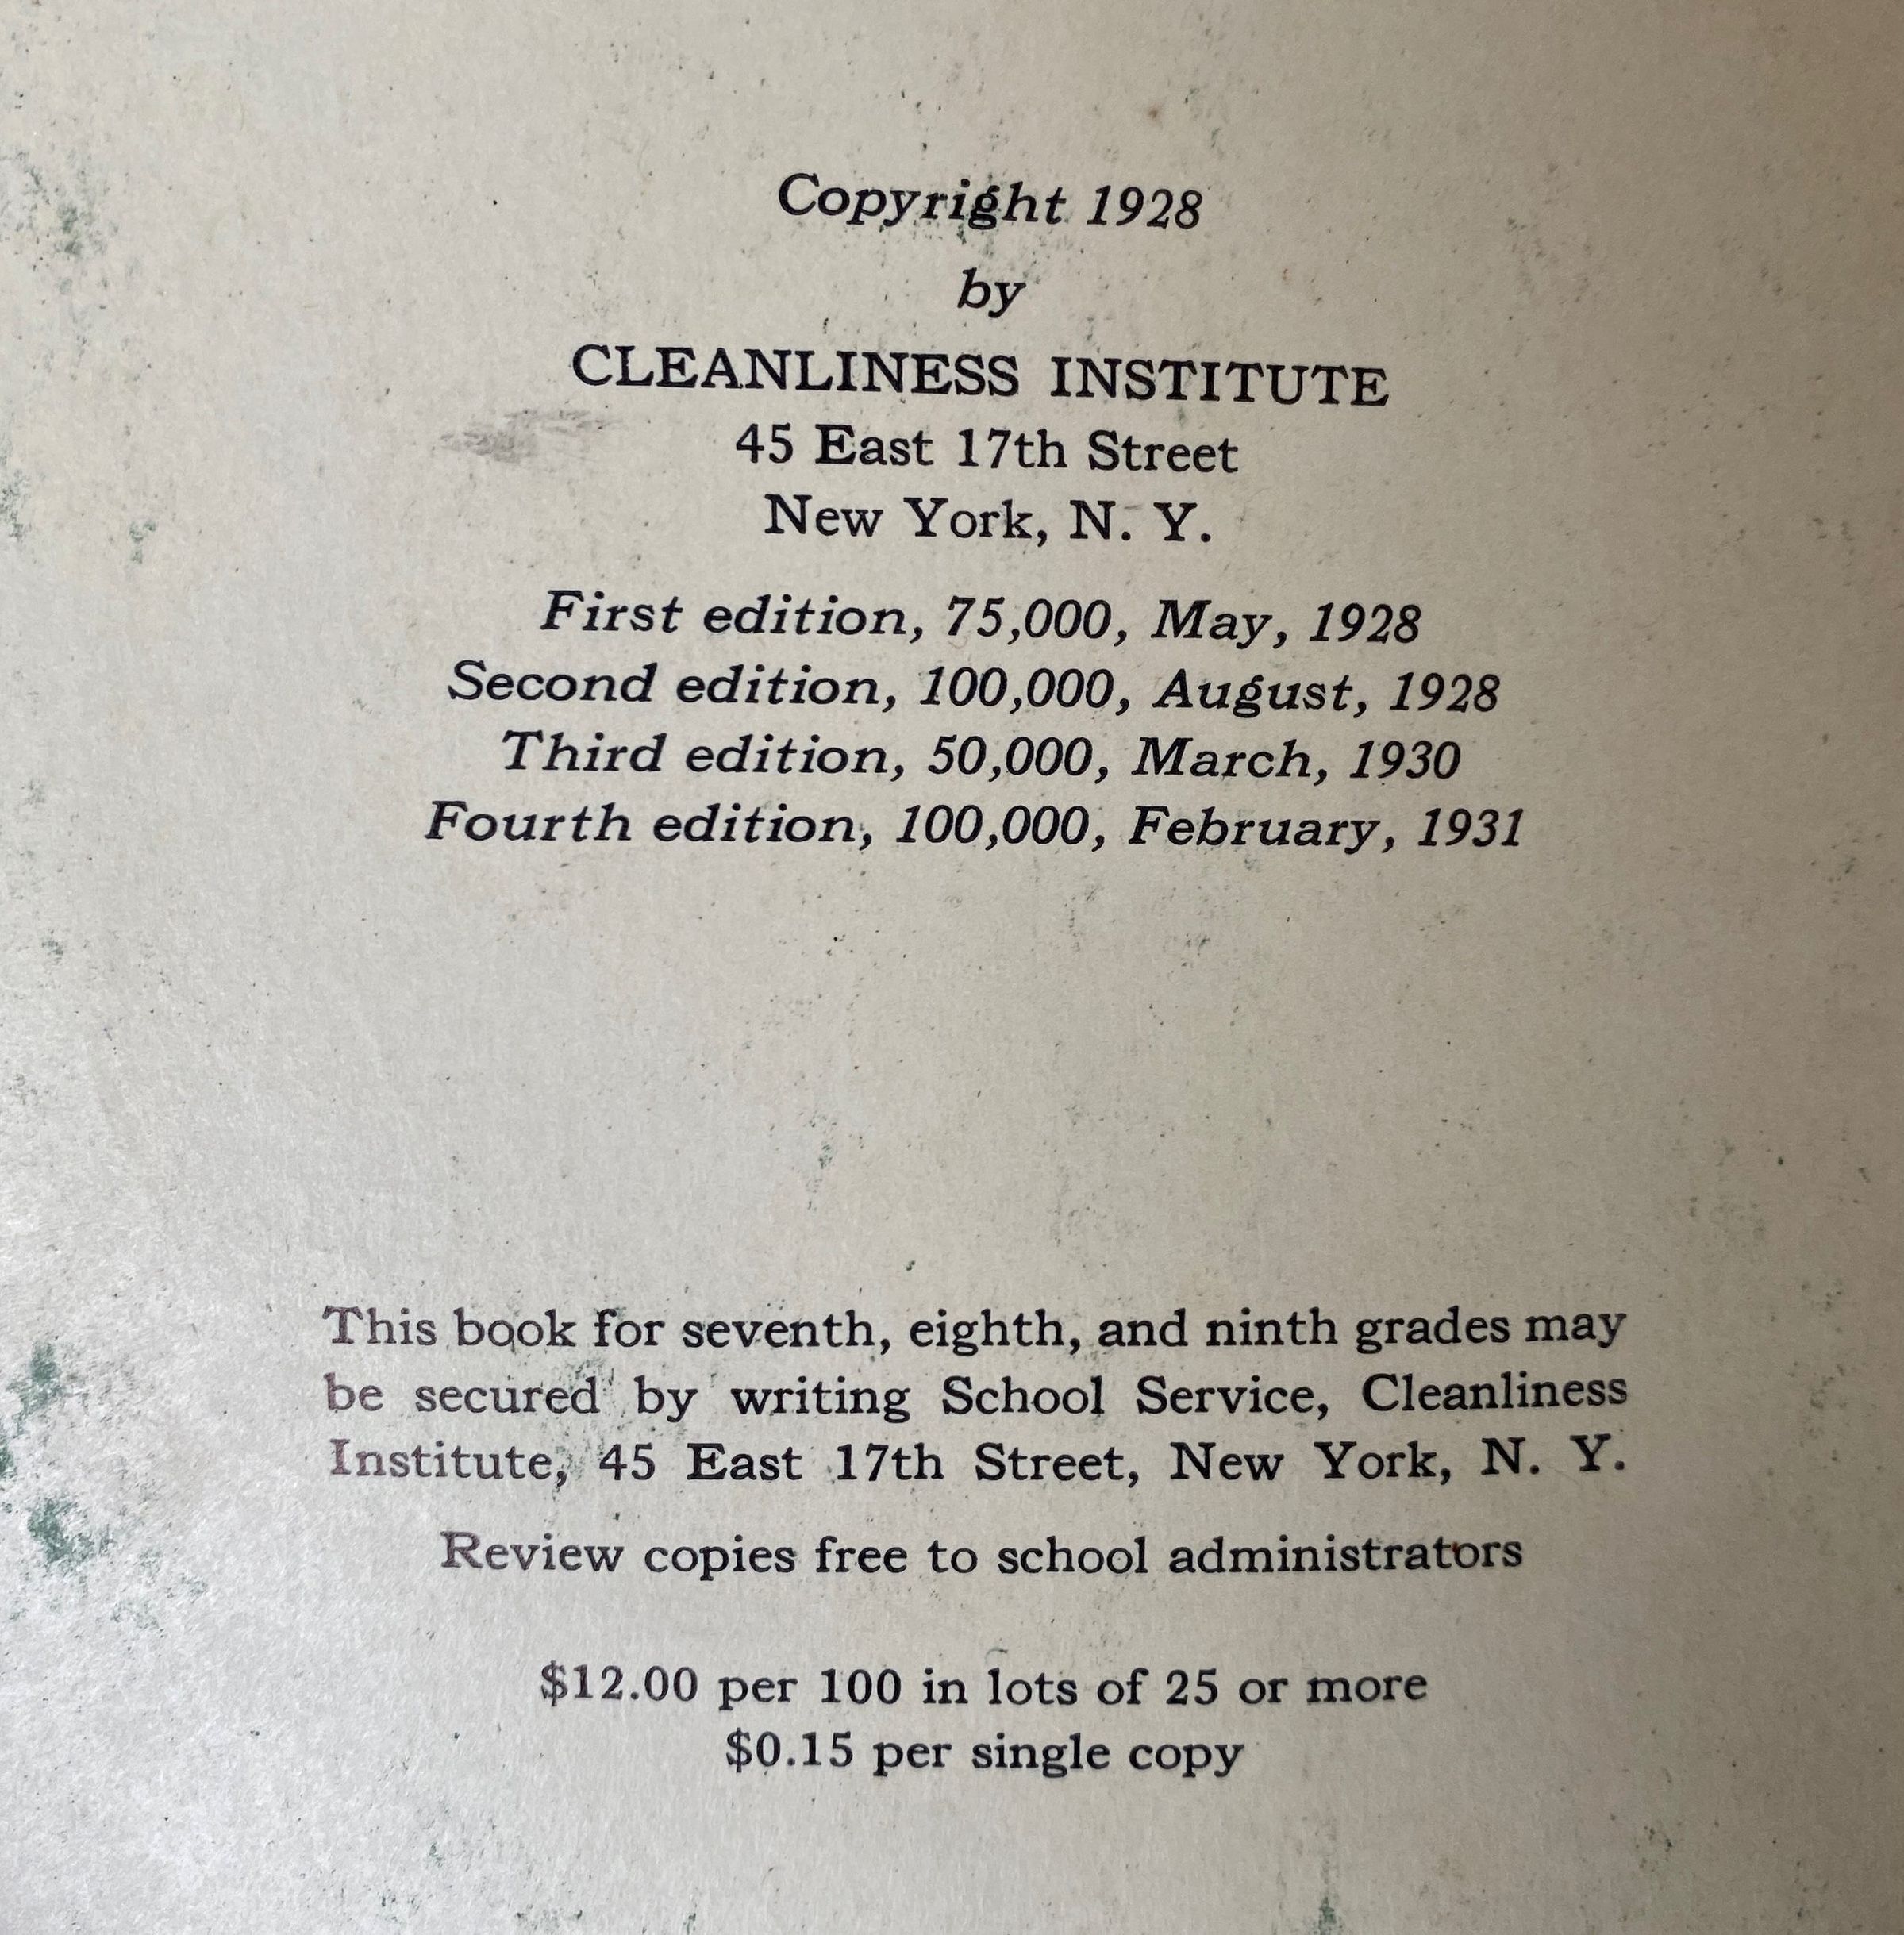 Copyright 1928
by
CLEANLINESS INSTITUTE
45 East 17th Street
New York, N. Y.
First edition, 75,000, May, 1928
Second edition, 100,000, August, 1928
Third edition, 50,000, March, 1930
Fourth edition, 100,000, February, 1931
This book for seventh, eighth, and ninth grades may
be secured by writing School Service, Cleanliness
Institute, 45 East 17th Street, New York, N. Y.
Review copies free to school administrators
$12.00 per 100 in lots of 25 or more
$0.15 per single copy